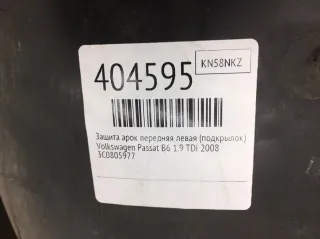 404595 KN58NKZ
Защита арок передняя левая (подкрылок)
Volkswagen Passat B6 1.9 TDi 2008
3C0805977